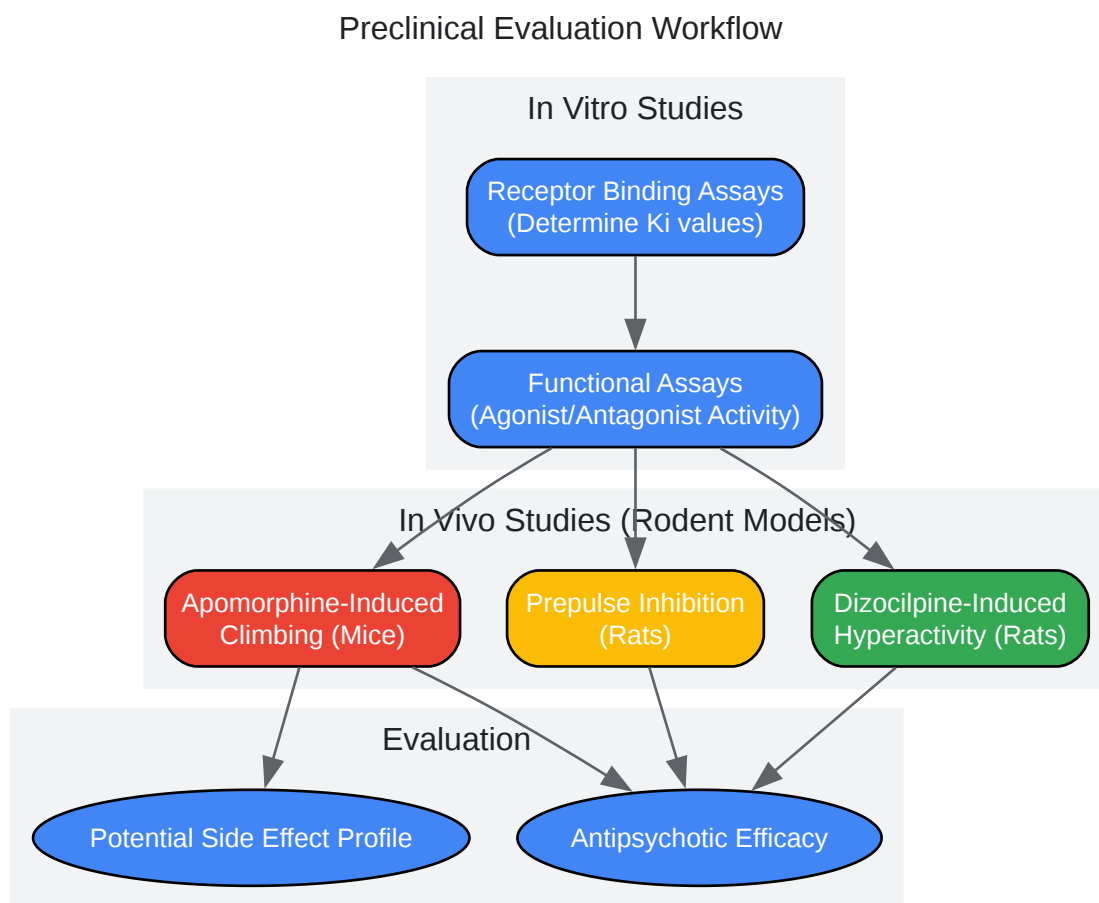 Preclinical Evaluation Workflow
In Vitro Studies
Receptor Binding Assays
(Determine Ki values)
Functional Assays
(Agonist/Antagonist Activity)
In Vivo Studies (Rodent Models)
Apomorphine-Induced
Climbing (Mice)
Prepulse Inhibition
(Rats)
Dizocilpine-Induced
Hyperactivity (Rats)
Evaluation
Potential Side Effect Profile
Antipsychotic Efficacy